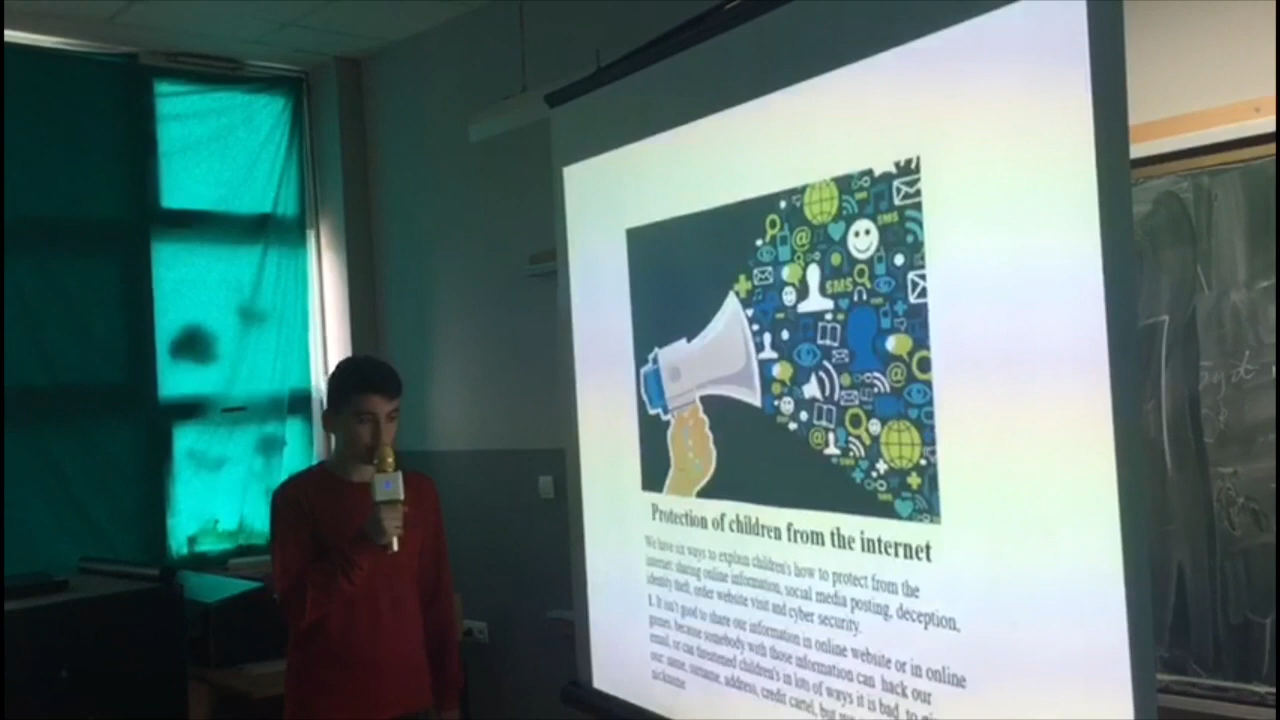 SMS
SMS
Protection of children from the internet
We have six ways to explain children's how to protect from the
internet: sharing online information, social media posting, deception,
identity theft, order website visit and cyber security.
1. It isn't good to share our information in online website or in online
games, because somebody with those information can hack our
email, or can threatened children's in lots of ways it is bad to
our: name, surname, address, credit cartel, but
nickname